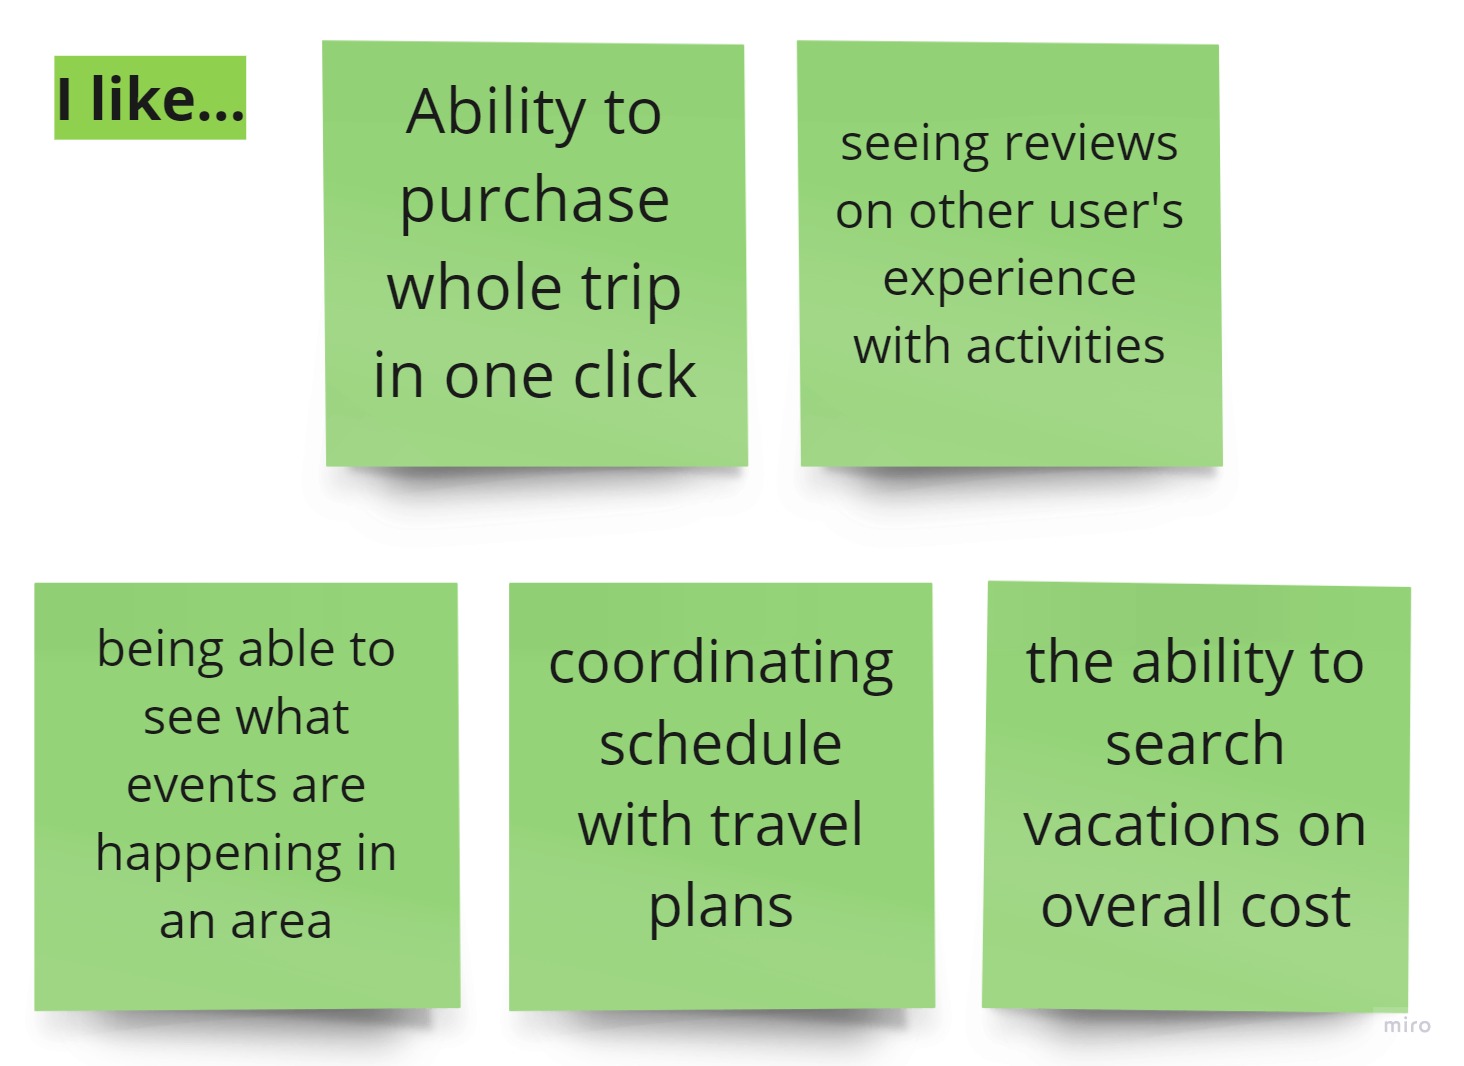 I like...
Ability to
purchase
whole trip
in one click
seeing reviews
on other user's
experience
with activities
being able to
see what
events are
happening in
an area
coordinating
schedule
with travel
plans
the ability to
search
vacations on
overall cost
miro